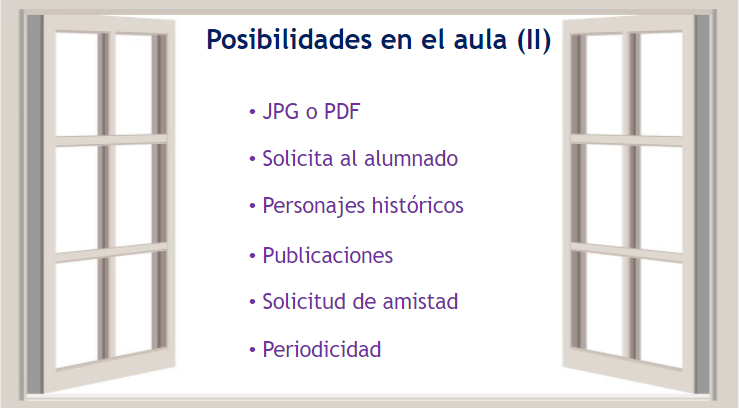 Posibilidades en el aula (II)
• JPG o PDF
• Solicita al alumnado
• Personajes históricos
• Publicaciones
• Solicitud de amistad
• Periodicidad